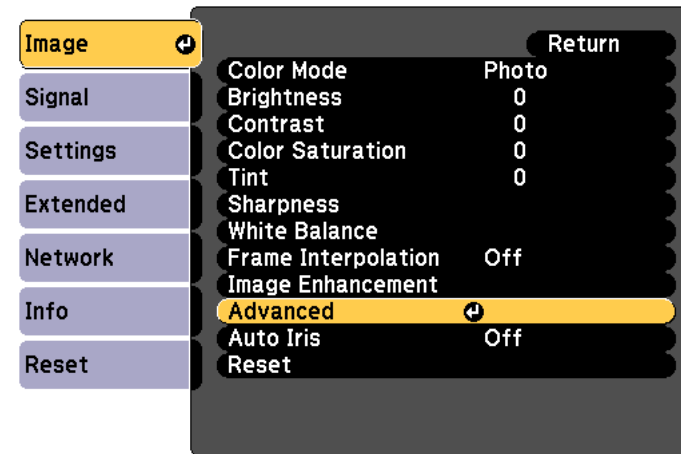 Image
Signal
Settings
Extended
Network
Info
Reset
Return
Color Mode Photo
Brightness 0
Contrast 0
Color Saturation 0
Tint 0
Sharpness
White Balance
Frame Interpolation Off
Image Enhancement
Advanced
Auto Iris Off
Reset